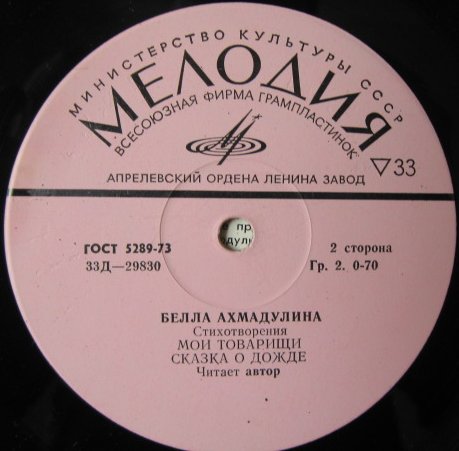 МИНИСТЕРСТВО КУЛЬТУРЫ СССР
МЕЛОДИЯ
ВСЕСОЮЗНАЯ ФИРМА ГРАМПЛАСТИНОК
▽33
АПРЕЛЕВСКИЙ ОРДЕНА ЛЕНИНА ЗАВОД
ГОСТ 5289-73
2 сторона
33Д—29830
Гр. 2. 0-70
БЕЛЛА АХМАДУЛИНА
Стихотворения
МОИ ТОВАРИЩИ
СКАЗКА О ДОЖДЕ
Читает автор